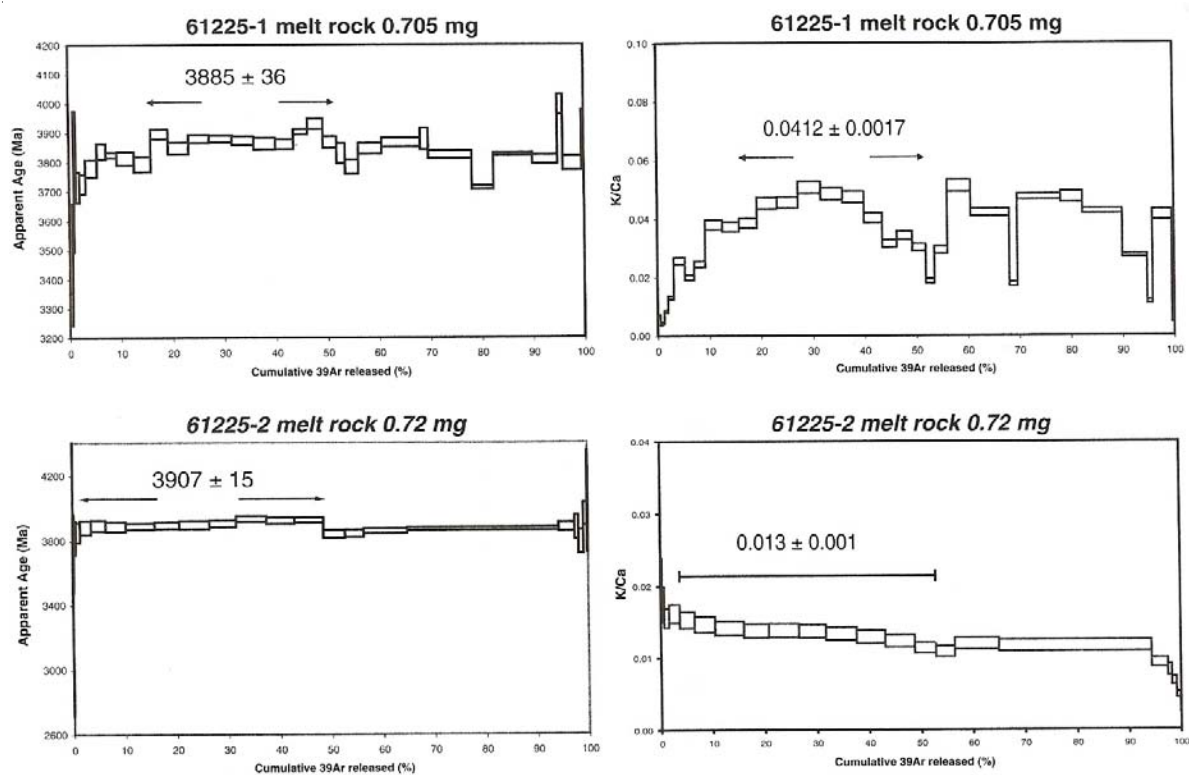 61225-1 melt rock 0.705 mg
4200
4100
4000
3900
3800
3700
3600
3500
3400
3300
3200
Apparent Age (Ma)
3885 ± 36
0 10 20 30 40 50 60 70 80 90 100
Cumulative 39Ar released (%)
61225-1 melt rock 0.705 mg
0.10
0.08
0.06
0.04
0.02
0.00
K/Ca
0.0412 ± 0.0017
0 10 20 30 40 50 60 70 80 90 100
Cumulative 39Ar released (%)
61225-2 melt rock 0.72 mg
4200
3800
3400
3000
2600
Apparent Age (Ma)
3907 ± 15
0 10 20 30 40 50 60 70 80 90 100
Cumulative 39Ar released (%)
61225-2 melt rock 0.72 mg
0.04
0.03
0.02
0.01
0.00
K/Ca
0.013 ± 0.001
0 10 20 30 40 50 60 70 80 90 100
Cumulative 39Ar released (%)